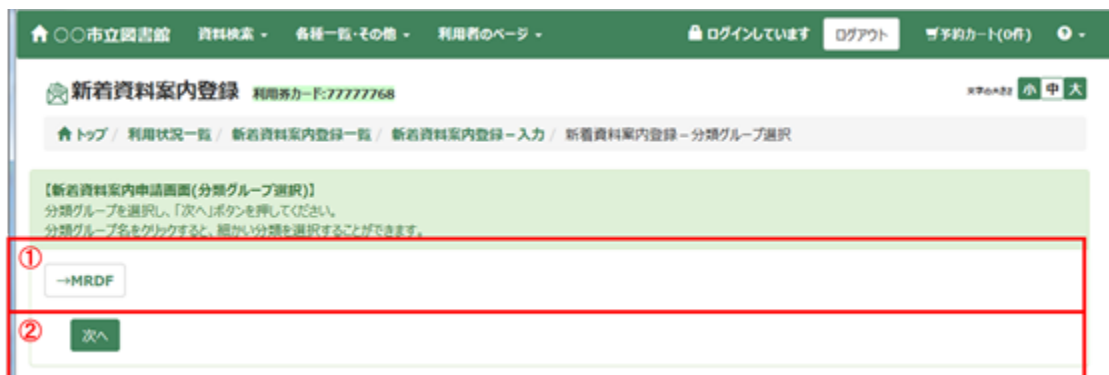 ○○市立図書館 資料検索 各種一覧・その他 利用者のページ ログインしています ログアウト 予約カート(0件)
新着資料案内登録 利用券カード:77777768 文字の大きさ 小 中 大
トップ / 利用状況一覧 / 新着資料案内登録一覧 / 新着資料案内登録－入力 / 新着資料案内登録－分類グループ選択
【新着資料案内申請画面(分類グループ選択)】
分類グループを選択し、「次へ」ボタンを押してください。
分類グループ名をクリックすると、細かい分類を選択することができます。
①
→MRDF
②
次へ